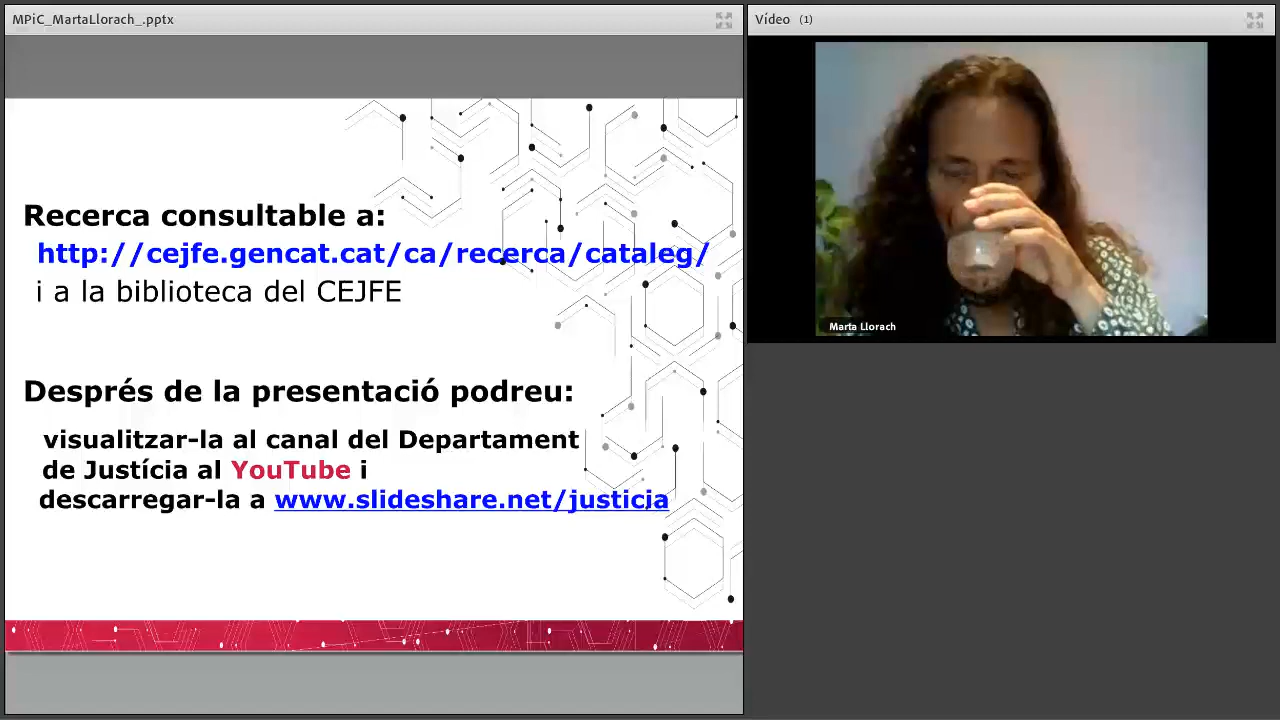 MPiC_MartaLlorach_.pptx
Vídeo (1)
Recerca consultable a:
http://cejfe.gencat.cat/ca/recerca/cataleg/
i a la biblioteca del CEJFE
Després de la presentació podreu:
visualitzar-la al canal del Departament
de Justícia al YouTube i
descarregar-la a www.slideshare.net/justicia
Marta Llorach